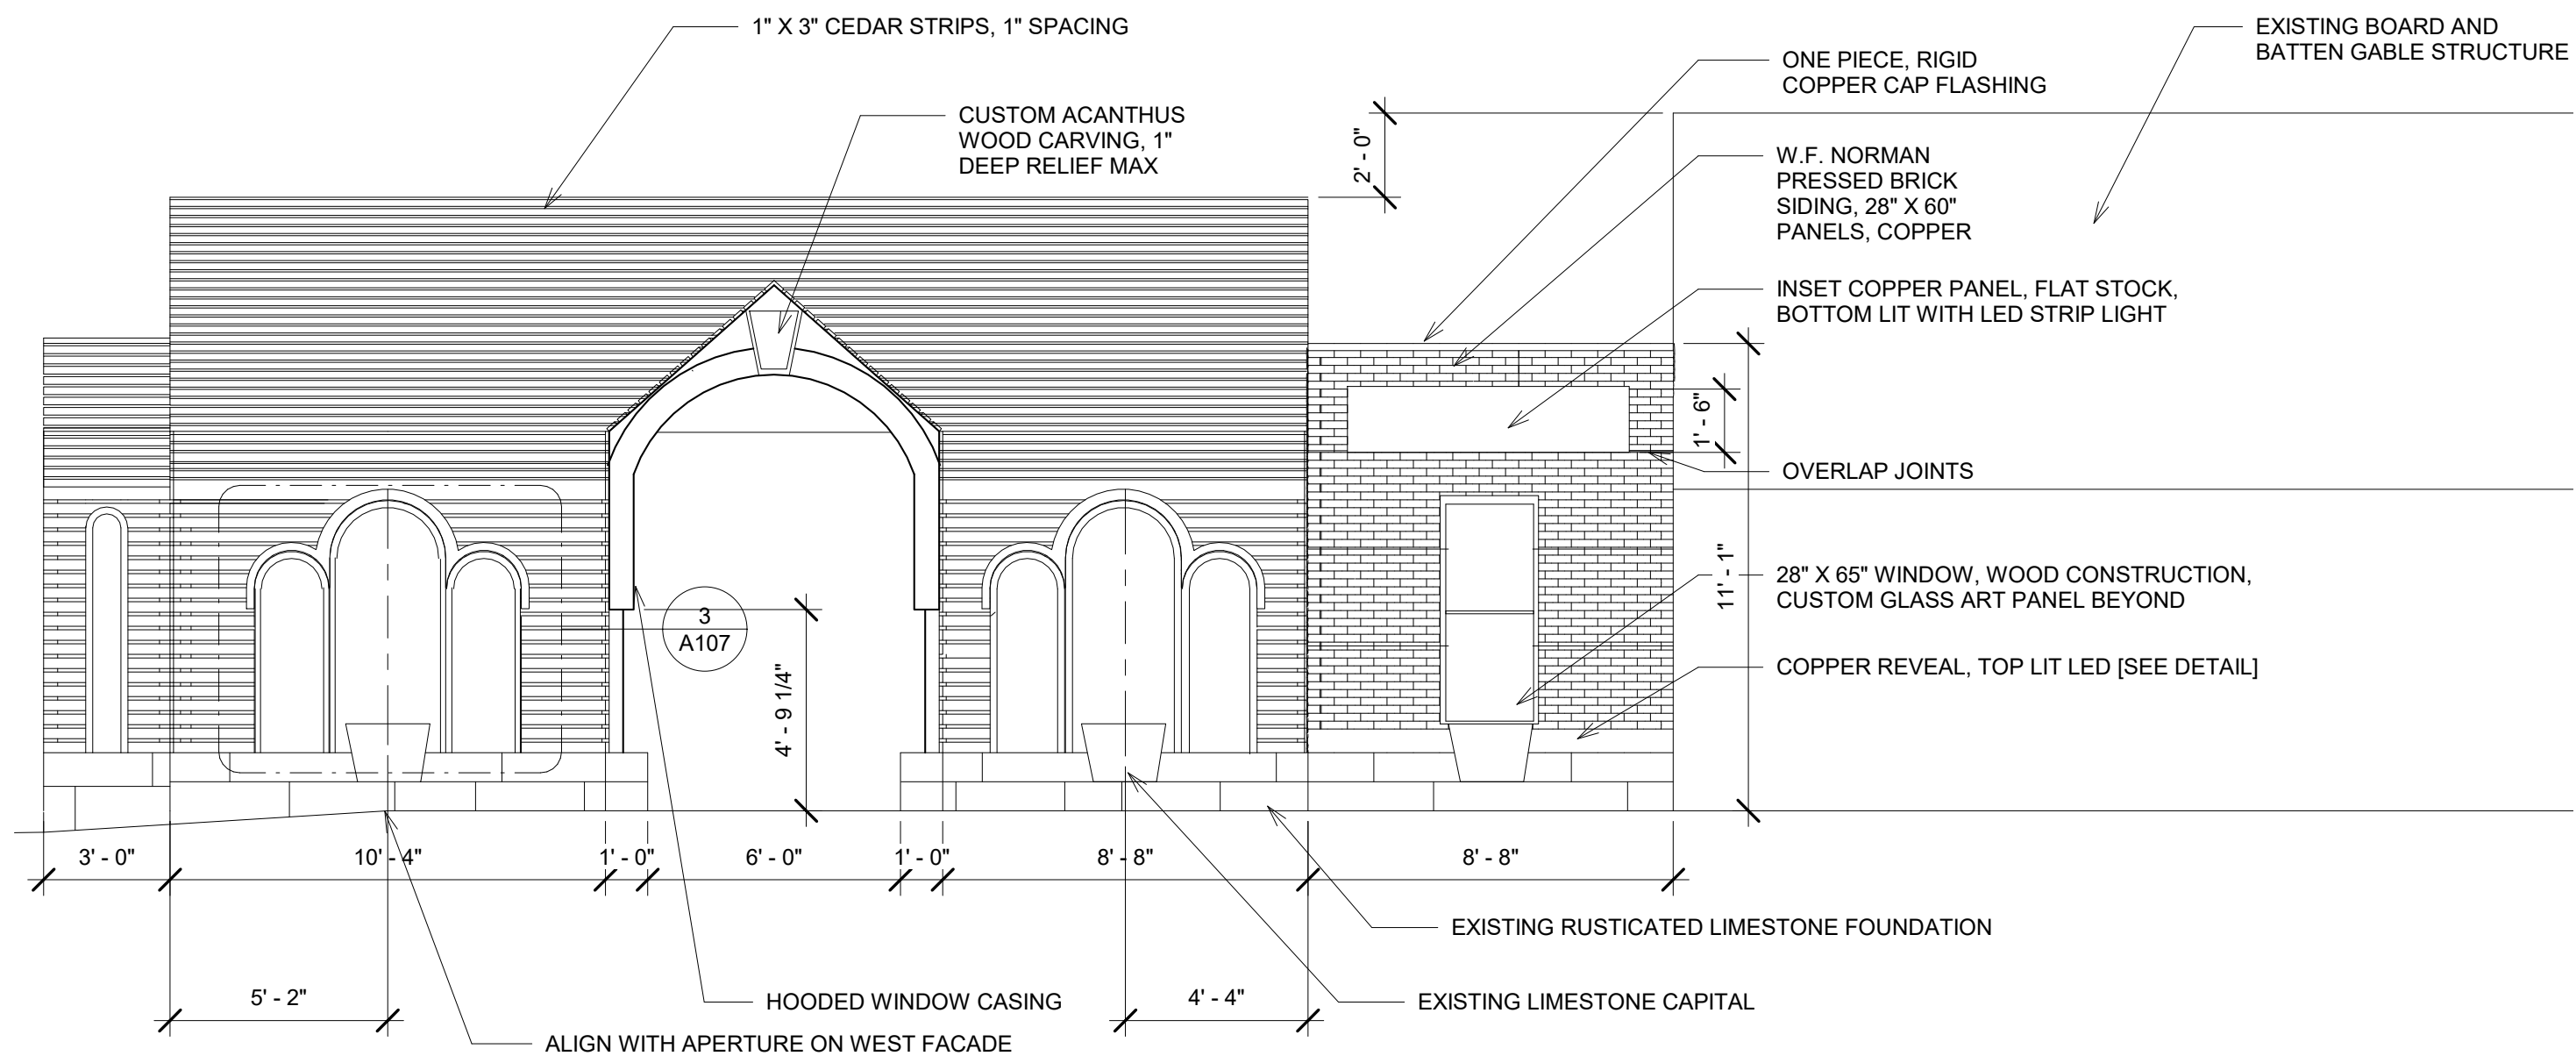 1" X 3" CEDAR STRIPS, 1" SPACING
EXISTING BOARD AND
BATTEN GABLE STRUCTURE
ONE PIECE, RIGID
COPPER CAP FLASHING
CUSTOM ACANTHUS
WOOD CARVING, 1"
DEEP RELIEF MAX
2' - 0"
W.F. NORMAN
PRESSED BRICK
SIDING, 28" X 60"
PANELS, COPPER
INSET COPPER PANEL, FLAT STOCK,
BOTTOM LIT WITH LED STRIP LIGHT
1' - 6"
OVERLAP JOINTS
11' - 1"
28" X 65" WINDOW, WOOD CONSTRUCTION,
CUSTOM GLASS ART PANEL BEYOND
3
A107
4' - 9 1/4"
COPPER REVEAL, TOP LIT LED [SEE DETAIL]
3' - 0"
10' - 4"
1' - 0"
6' - 0"
1' - 0"
8' - 8"
8' - 8"
EXISTING RUSTICATED LIMESTONE FOUNDATION
5' - 2"
HOODED WINDOW CASING
4' - 4"
EXISTING LIMESTONE CAPITAL
ALIGN WITH APERTURE ON WEST FACADE